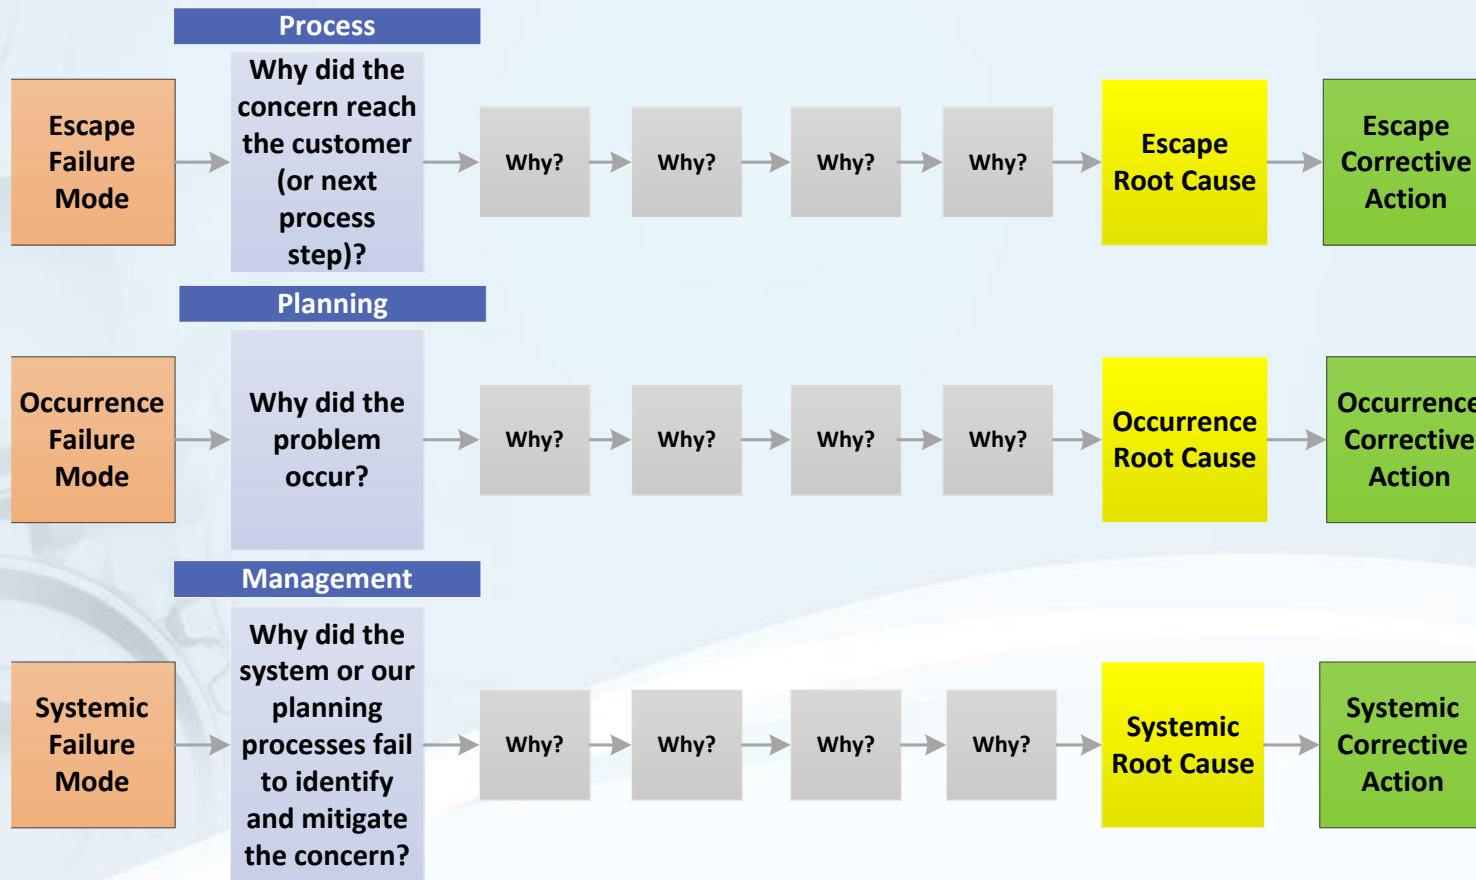 Process
Escape
Failure
Mode
Why did the
concern reach
the customer
(or next
process
step)?
Why?
Why?
Why?
Why?
Escape
Root Cause
Escape
Corrective
Action
Planning
Occurrence
Failure
Mode
Why did the
problem
occur?
Why?
Why?
Why?
Why?
Occurrence
Root Cause
Occurrence
Corrective
Action
Management
Systemic
Failure
Mode
Why did the
system or our
planning
processes fail
to identify
and mitigate
the concern?
Why?
Why?
Why?
Why?
Systemic
Root Cause
Systemic
Corrective
Action